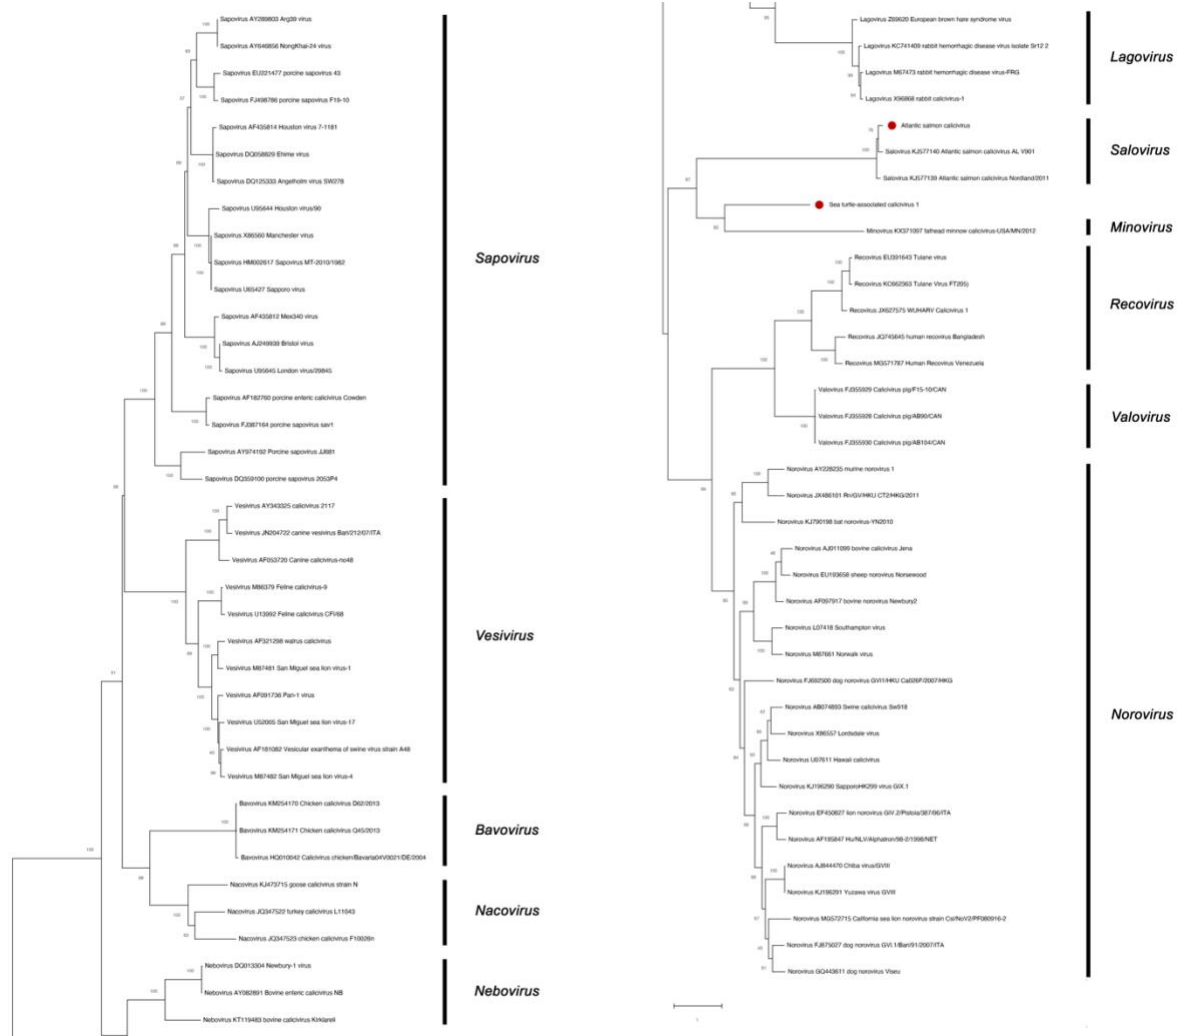 Sapovirus AY289803 Arg39 virus
Sapovirus AY646856 NongKhai-24 virus
Sapovirus EU221477 porcine sapovirus 43
Sapovirus FJ498786 porcine sapovirus F19-10
Sapovirus AF435814 Houston virus 7-1181
Sapovirus DQ058829 Ehime virus
Sapovirus DQ125333 Angelholm virus SW278
Sapovirus U95644 Houston virus/90
Sapovirus X86560 Manchester virus
Sapovirus HM002617 Sapovirus MT-2010/1982
Sapovirus U65427 Sapporo virus
Sapovirus AF435812 Mex340 virus
Sapovirus AJ249939 Bristol virus
Sapovirus U95645 London virus/29845
Sapovirus AF182760 porcine enteric calicivirus Cowden
Sapovirus FJ387164 porcine sapovirus sav1
Sapovirus AY974192 Porcine sapovirus JJ681
Sapovirus DQ359100 porcine sapovirus 2053P4
Sapovirus
Vesivirus AY343325 calicivirus 2117
Vesivirus JN204722 canine vesivirus Bari/212/07/ITA
Vesivirus AF053720 Canine calicivirus-no48
Vesivirus M86379 Feline calicivirus-9
Vesivirus U13992 Feline calicivirus CFI/68
Vesivirus AF321298 walrus calicivirus
Vesivirus M87481 San Miguel sea lion virus-1
Vesivirus AF091736 Pan-1 virus
Vesivirus U52005 San Miguel sea lion virus-17
Vesivirus AF181082 Vesicular exanthema of swine virus strain A48
Vesivirus M87482 San Miguel sea lion virus-4
Vesivirus
Bavovirus KM254170 Chicken calicivirus D62/2013
Bavovirus KM254171 Chicken calicivirus Q45/2013
Bavovirus HQ010042 Calicivirus chicken/Bavaria04V0021/DE/2004
Bavovirus
Nacovirus KJ473715 goose calicivirus strain N
Nacovirus JQ347522 turkey calicivirus L11043
Nacovirus JQ347523 chicken calicivirus F10026n
Nacovirus
Nebovirus DQ013304 Newbury-1 virus
Nebovirus AY082891 Bovine enteric calicivirus NB
Nebovirus KT119483 bovine calicivirus Kirklareli
Nebovirus
Lagovirus Z69620 European brown hare syndrome virus
Lagovirus KC741409 rabbit hemorrhagic disease virus isolate Sr12 2
Lagovirus M67473 rabbit hemorrhagic disease virus-FRG
Lagovirus X96868 rabbit calicivirus-1
Lagovirus
Atlantic salmon calicivirus
Salovirus KJ577140 Atlantic salmon calicivirus AL V901
Salovirus KJ577139 Atlantic salmon calicivirus Nordland/2011
Salovirus
Sea turtle-associated calicivirus 1
Minovirus KX371097 fathead minnow calicivirus-USA/MN/2012
Minovirus
Recovirus EU391643 Tulane virus
Recovirus KC662363 Tulane Virus FT205)
Recovirus JX627575 WUHARV Calicivirus 1
Recovirus JQ745645 human recovirus Bangladesh
Recovirus MG571787 Human Recovirus Venezuela
Recovirus
Valovirus FJ355929 Calicivirus pig/F15-10/CAN
Valovirus FJ355928 Calicivirus pig/AB90/CAN
Valovirus FJ355930 Calicivirus pig/AB104/CAN
Valovirus
Norovirus AY228235 murine norovirus 1
Norovirus JX486101 Rn/GV/HKU CT2/HKG/2011
Norovirus KJ790198 bat norovirus-YN2010
Norovirus AJ011099 bovine calicivirus Jena
Norovirus EU193658 sheep norovirus Norsewood
Norovirus AF097917 bovine norovirus Newbury2
Norovirus L07418 Southampton virus
Norovirus M87661 Norwalk virus
Norovirus FJ692500 dog norovirus GVII/HKU Ca026F/2007/HKG
Norovirus AB074893 Swine calicivirus Sw918
Norovirus X86557 Lordsdale virus
Norovirus U07611 Hawaii calicivirus
Norovirus KJ196290 SapporoHK299 virus GIX.1
Norovirus EF450827 lion norovirus GIV.2/Pistoia/387/06/ITA
Norovirus AF195847 Hu/NLV/Alphatron/98-2/1998/NET
Norovirus AJ844470 Chiba virus/GVIII
Norovirus KJ196291 Yuzawa virus GVIII
Norovirus MG572715 California sea lion norovirus strain Csl/NoV2/PF080916-2
Norovirus FJ875027 dog norovirus GVI.1/Bari/91/2007/ITA
Norovirus GQ443611 dog norovirus Viseu
Norovirus